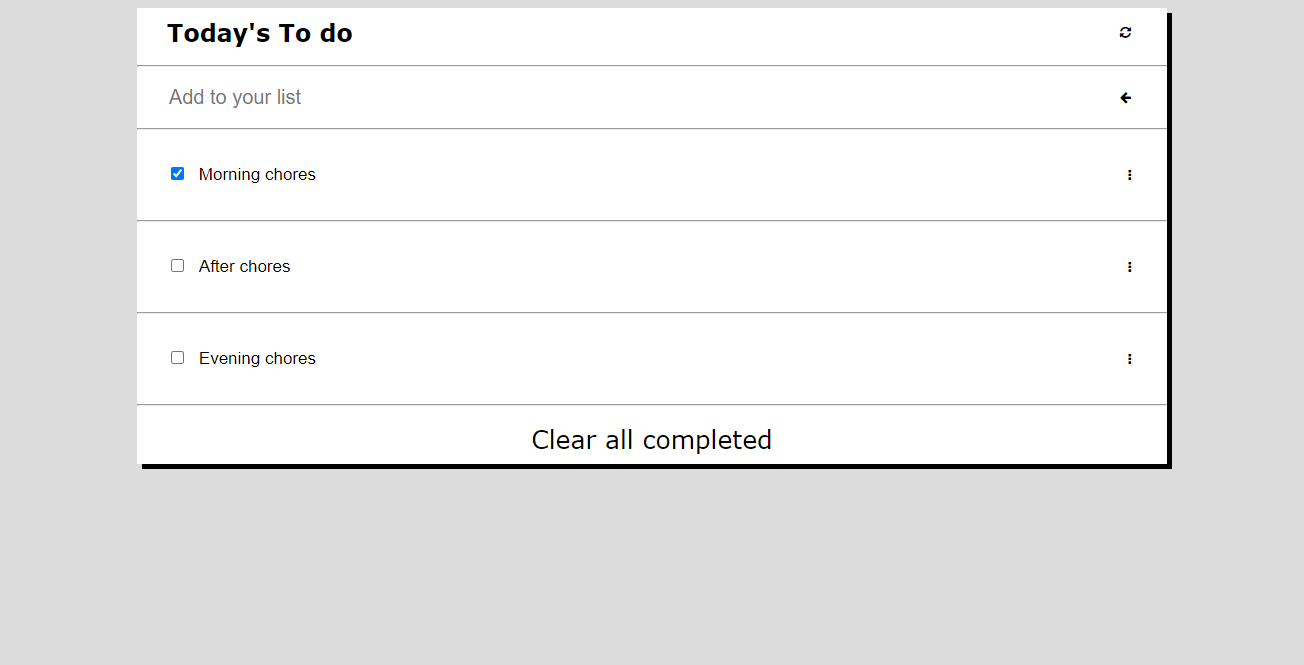 Today's To do
Add to your list
Morning chores
After chores
Evening chores
Clear all completed